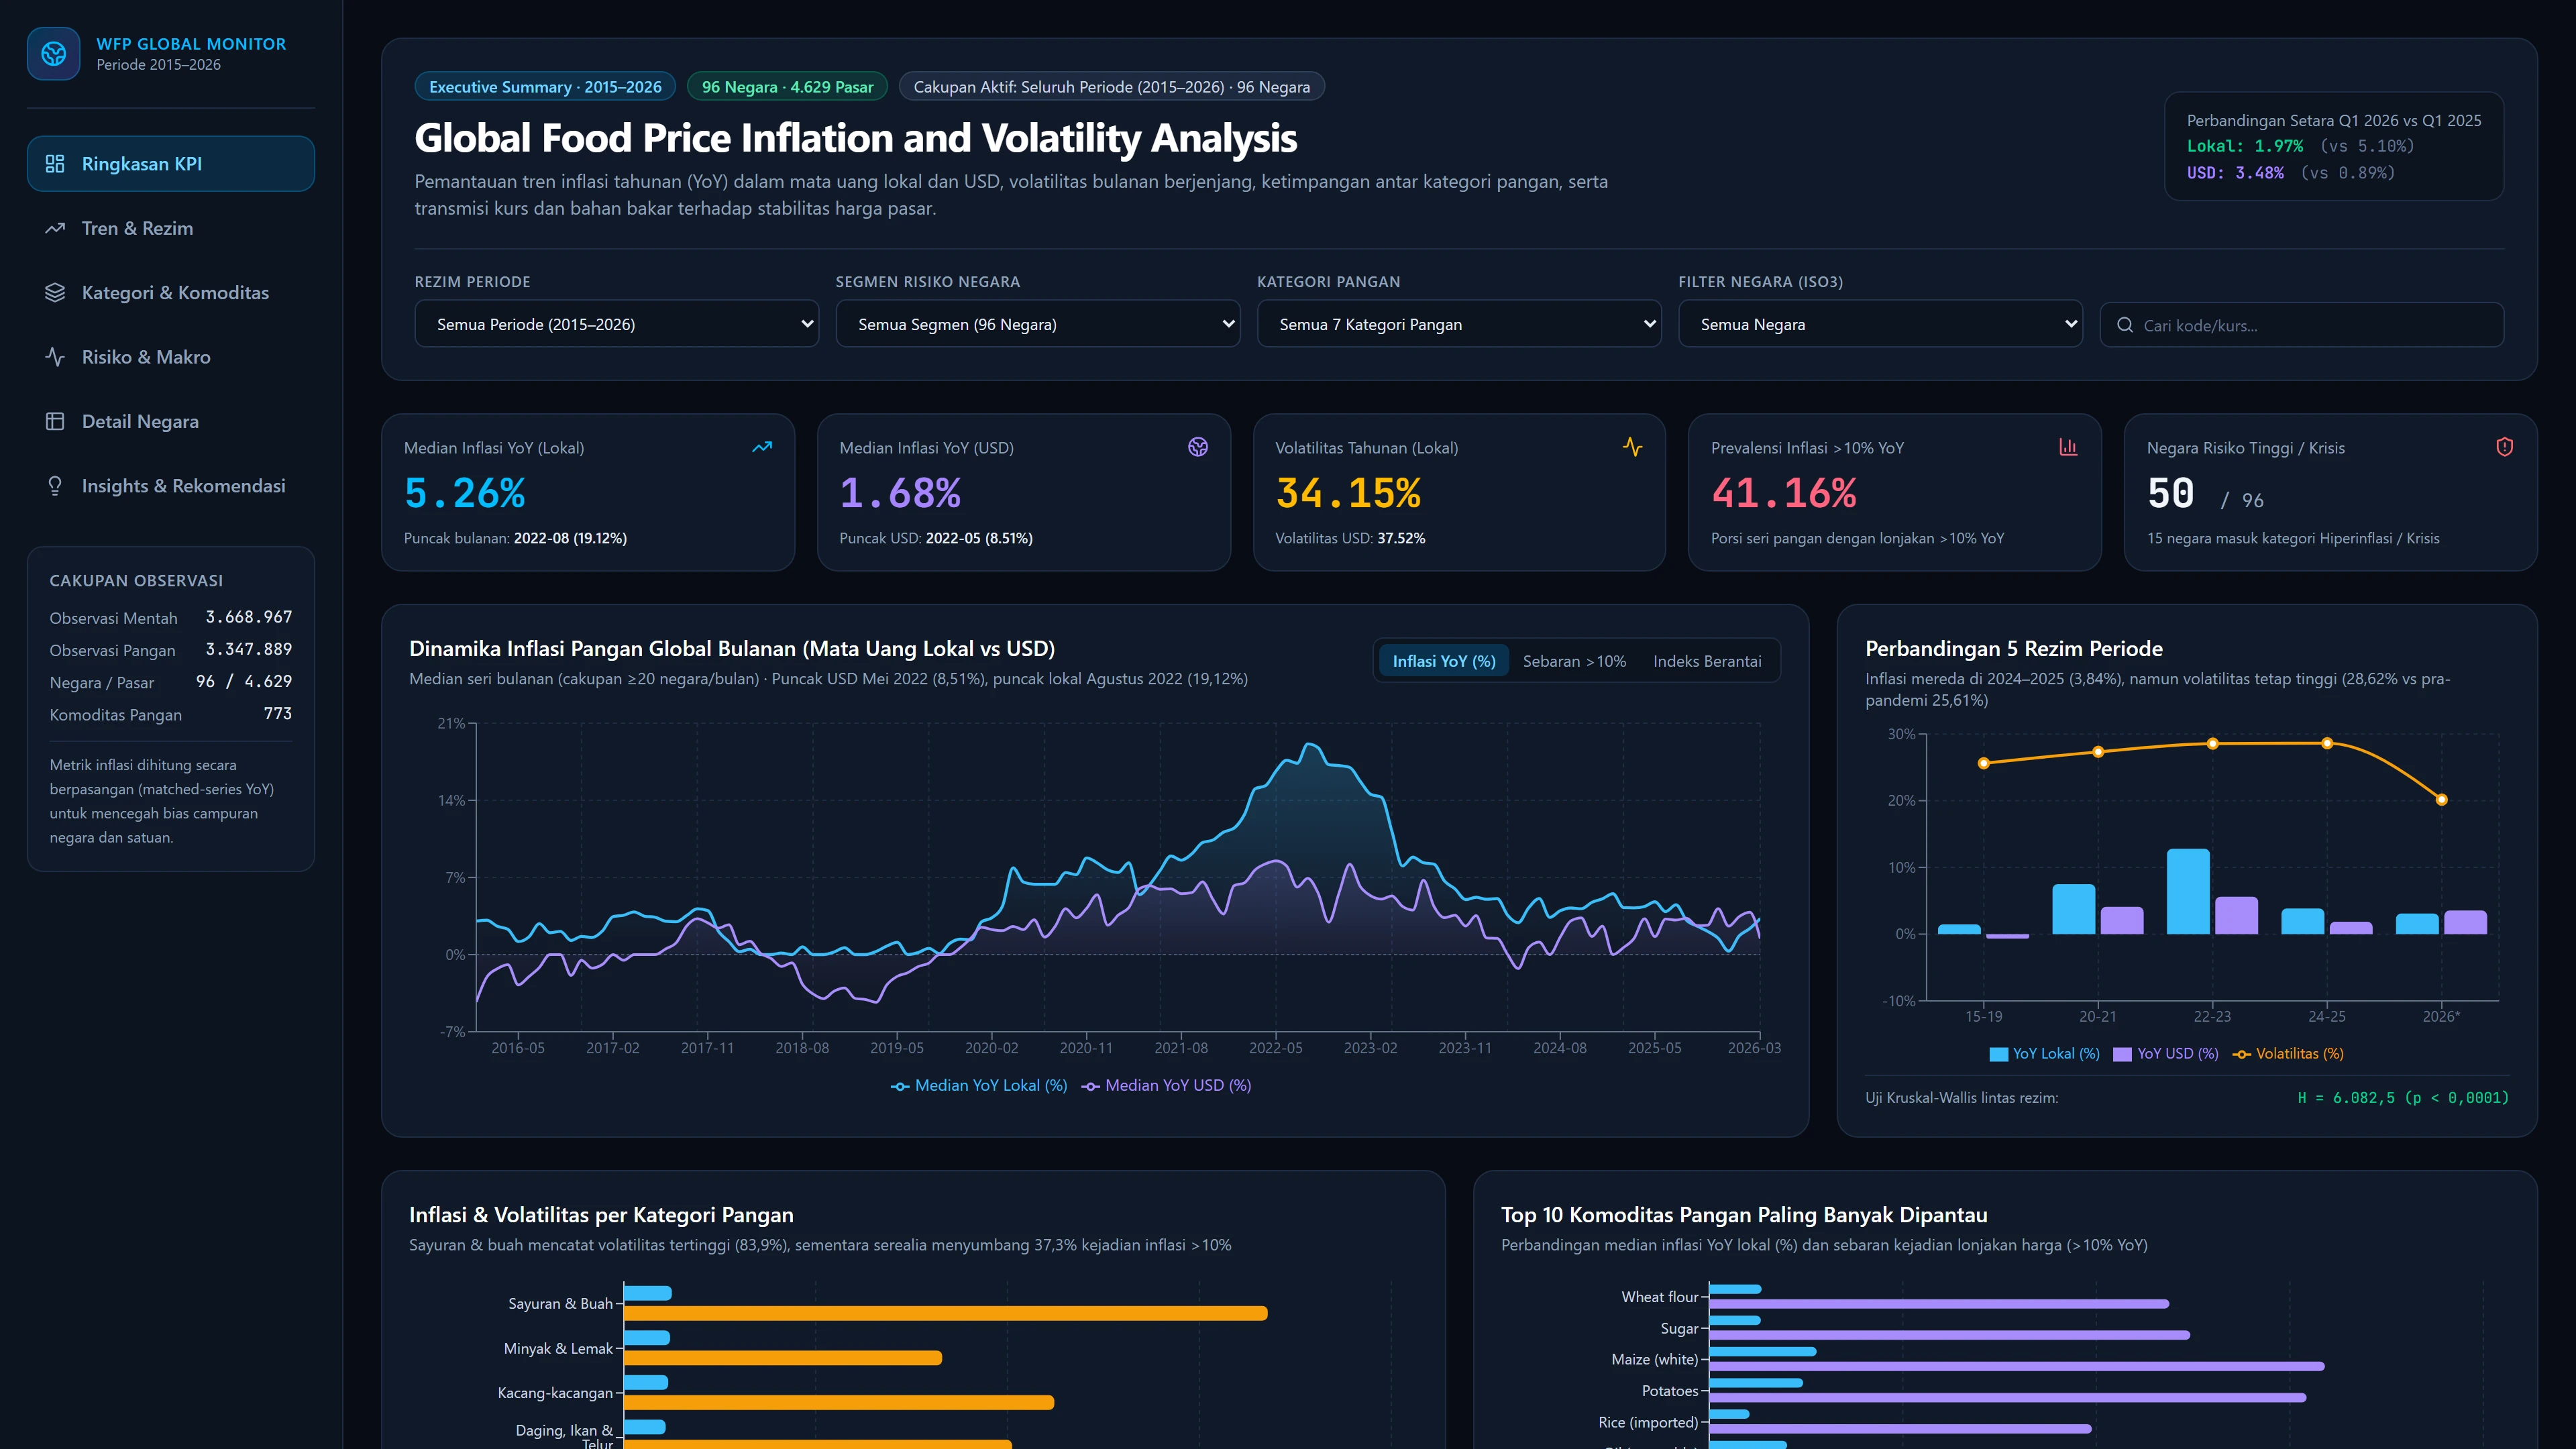 WFP GLOBAL MONITOR
Periode 2015–2026
Ringkasan KPI
Tren & Rezim
Kategori & Komoditas
Risiko & Makro
Detail Negara
Insights & Rekomendasi
CAKUPAN OBSERVASI
Observasi Mentah 3.668.967
Observasi Pangan 3.347.889
Negara / Pasar 96 / 4.629
Komoditas Pangan 773
Metrik inflasi dihitung secara
berpasangan (matched-series YoY)
untuk mencegah bias campuran
negara dan satuan.
Executive Summary · 2015–2026
96 Negara · 4.629 Pasar
Cakupan Aktif: Seluruh Periode (2015–2026) · 96 Negara
Global Food Price Inflation and Volatility Analysis
Pemantauan tren inflasi tahunan (YoY) dalam mata uang lokal dan USD, volatilitas bulanan berjenjang, ketimpangan antar kategori pangan, serta
transmisi kurs dan bahan bakar terhadap stabilitas harga pasar.
Perbandingan Setara Q1 2026 vs Q1 2025
Lokal: 1.97% (vs 5.10%)
USD: 3.48% (vs 0.89%)
REZIM PERIODE
Semua Periode (2015–2026)
SEGMEN RISIKO NEGARA
Semua Segmen (96 Negara)
KATEGORI PANGAN
Semua 7 Kategori Pangan
FILTER NEGARA (ISO3)
Semua Negara
Cari kode/kurs...
Median Inflasi YoY (Lokal)
5.26%
Puncak bulanan: 2022-08 (19.12%)
Median Inflasi YoY (USD)
1.68%
Puncak USD: 2022-05 (8.51%)
Volatilitas Tahunan (Lokal)
34.15%
Volatilitas USD: 37.52%
Prevalensi Inflasi >10% YoY
41.16%
Porsi seri pangan dengan lonjakan >10% YoY
Negara Risiko Tinggi / Krisis
50 / 96
15 negara masuk kategori Hiperinflasi / Krisis
Dinamika Inflasi Pangan Global Bulanan (Mata Uang Lokal vs USD)
Median seri bulanan (cakupan ≥20 negara/bulan) · Puncak USD Mei 2022 (8,51%), puncak lokal Agustus 2022 (19,12%)
Inflasi YoY (%)
Sebaran >10%
Indeks Berantai
21%
14%
7%
0%
-7%
2016-05 2017-02 2017-11 2018-08 2019-05 2020-02 2020-11 2021-08 2022-05 2023-02 2023-11 2024-08 2025-05 2026-03
Median YoY Lokal (%) Median YoY USD (%)
Perbandingan 5 Rezim Periode
Inflasi mereda di 2024–2025 (3,84%), namun volatilitas tetap tinggi (28,62% vs pra-
pandemi 25,61%)
30%
20%
10%
0%
-10%
15-19 20-21 22-23 24-25 2026*
YoY Lokal (%) YoY USD (%) Volatilitas (%)
Uji Kruskal-Wallis lintas rezim: H = 6.082,5 (p < 0,0001)
Inflasi & Volatilitas per Kategori Pangan
Sayuran & buah mencatat volatilitas tertinggi (83,9%), sementara serealia menyumbang 37,3% kejadian inflasi >10%
Sayuran & Buah
Minyak & Lemak
Kacang-kacangan
Daging, Ikan &
Telur
Top 10 Komoditas Pangan Paling Banyak Dipantau
Perbandingan median inflasi YoY lokal (%) dan sebaran kejadian lonjakan harga (>10% YoY)
Wheat flour
Sugar
Maize (white)
Potatoes
Rice (imported)